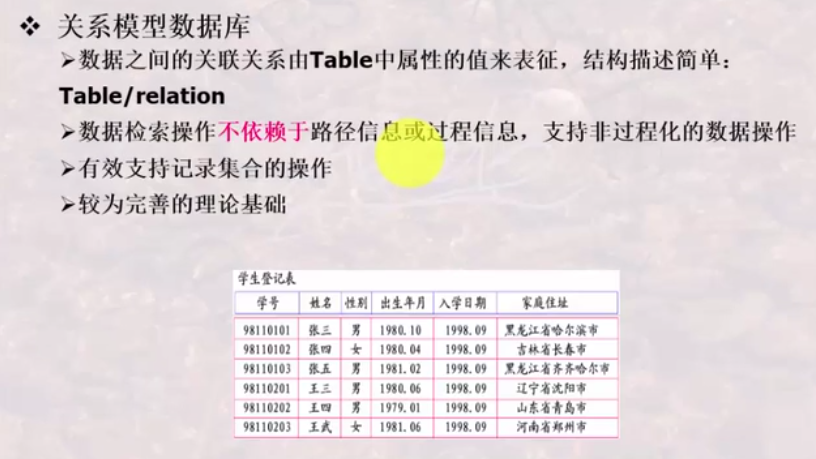 ❖ 关系模型数据库
➢数据之间的关联关系由Table中属性的值来表征，结构描述简单：
Table/relation
➢数据检索操作不依赖于路径信息或过程信息，支持非过程化的数据操作
➢有效支持记录集合的操作
➢较为完善的理论基础
学生登记表
学号 姓名 性别 出生年月 入学日期 家庭住址
98110101 张三 男 1980.10 1998.09 黑龙江省哈尔滨市
98110102 张四 女 1980.04 1998.09 吉林省长春市
98110103 张五 男 1981.02 1998.09 黑龙江省齐齐哈尔市
98110201 王三 男 1980.06 1998.09 辽宁省沈阳市
98110202 王四 男 1979.01 1998.09 山东省青岛市
98110203 王武 女 1981.06 1998.09 河南省郑州市